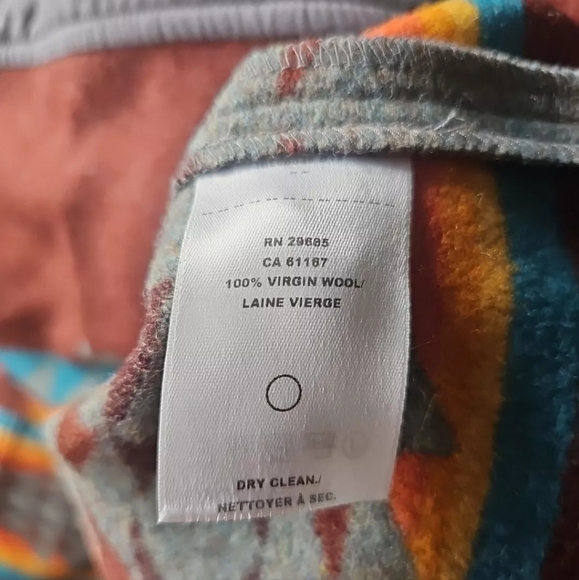 RN 29685
CA 61167
100% VIRGIN WOOL/
LAINE VIERGE
DRY CLEAN./
NETTOYER À SEC.